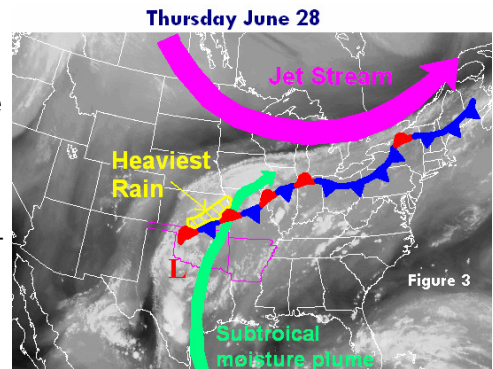 Thursday June 28
Jet Stream
Heaviest
Rain
L
Figure 3
Subtroical
moisture plume